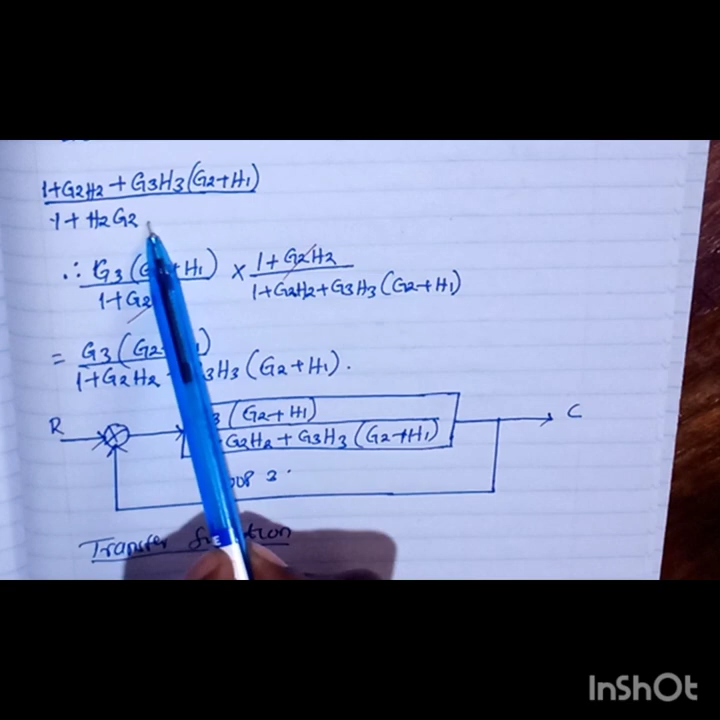 1+G2H2 + G3H3(G2+H1)
1 + H2G2
∴ G3(G2+H1) × 1+G2H2
1+G2 1+G2H2+G3H3(G2+H1)
= G3(G2
1+G2H2 3H3(G2+H1).
R C
3(G2+H1)
G2H2 + G3H3(G2+H1)
3.
Transfer
InShOt